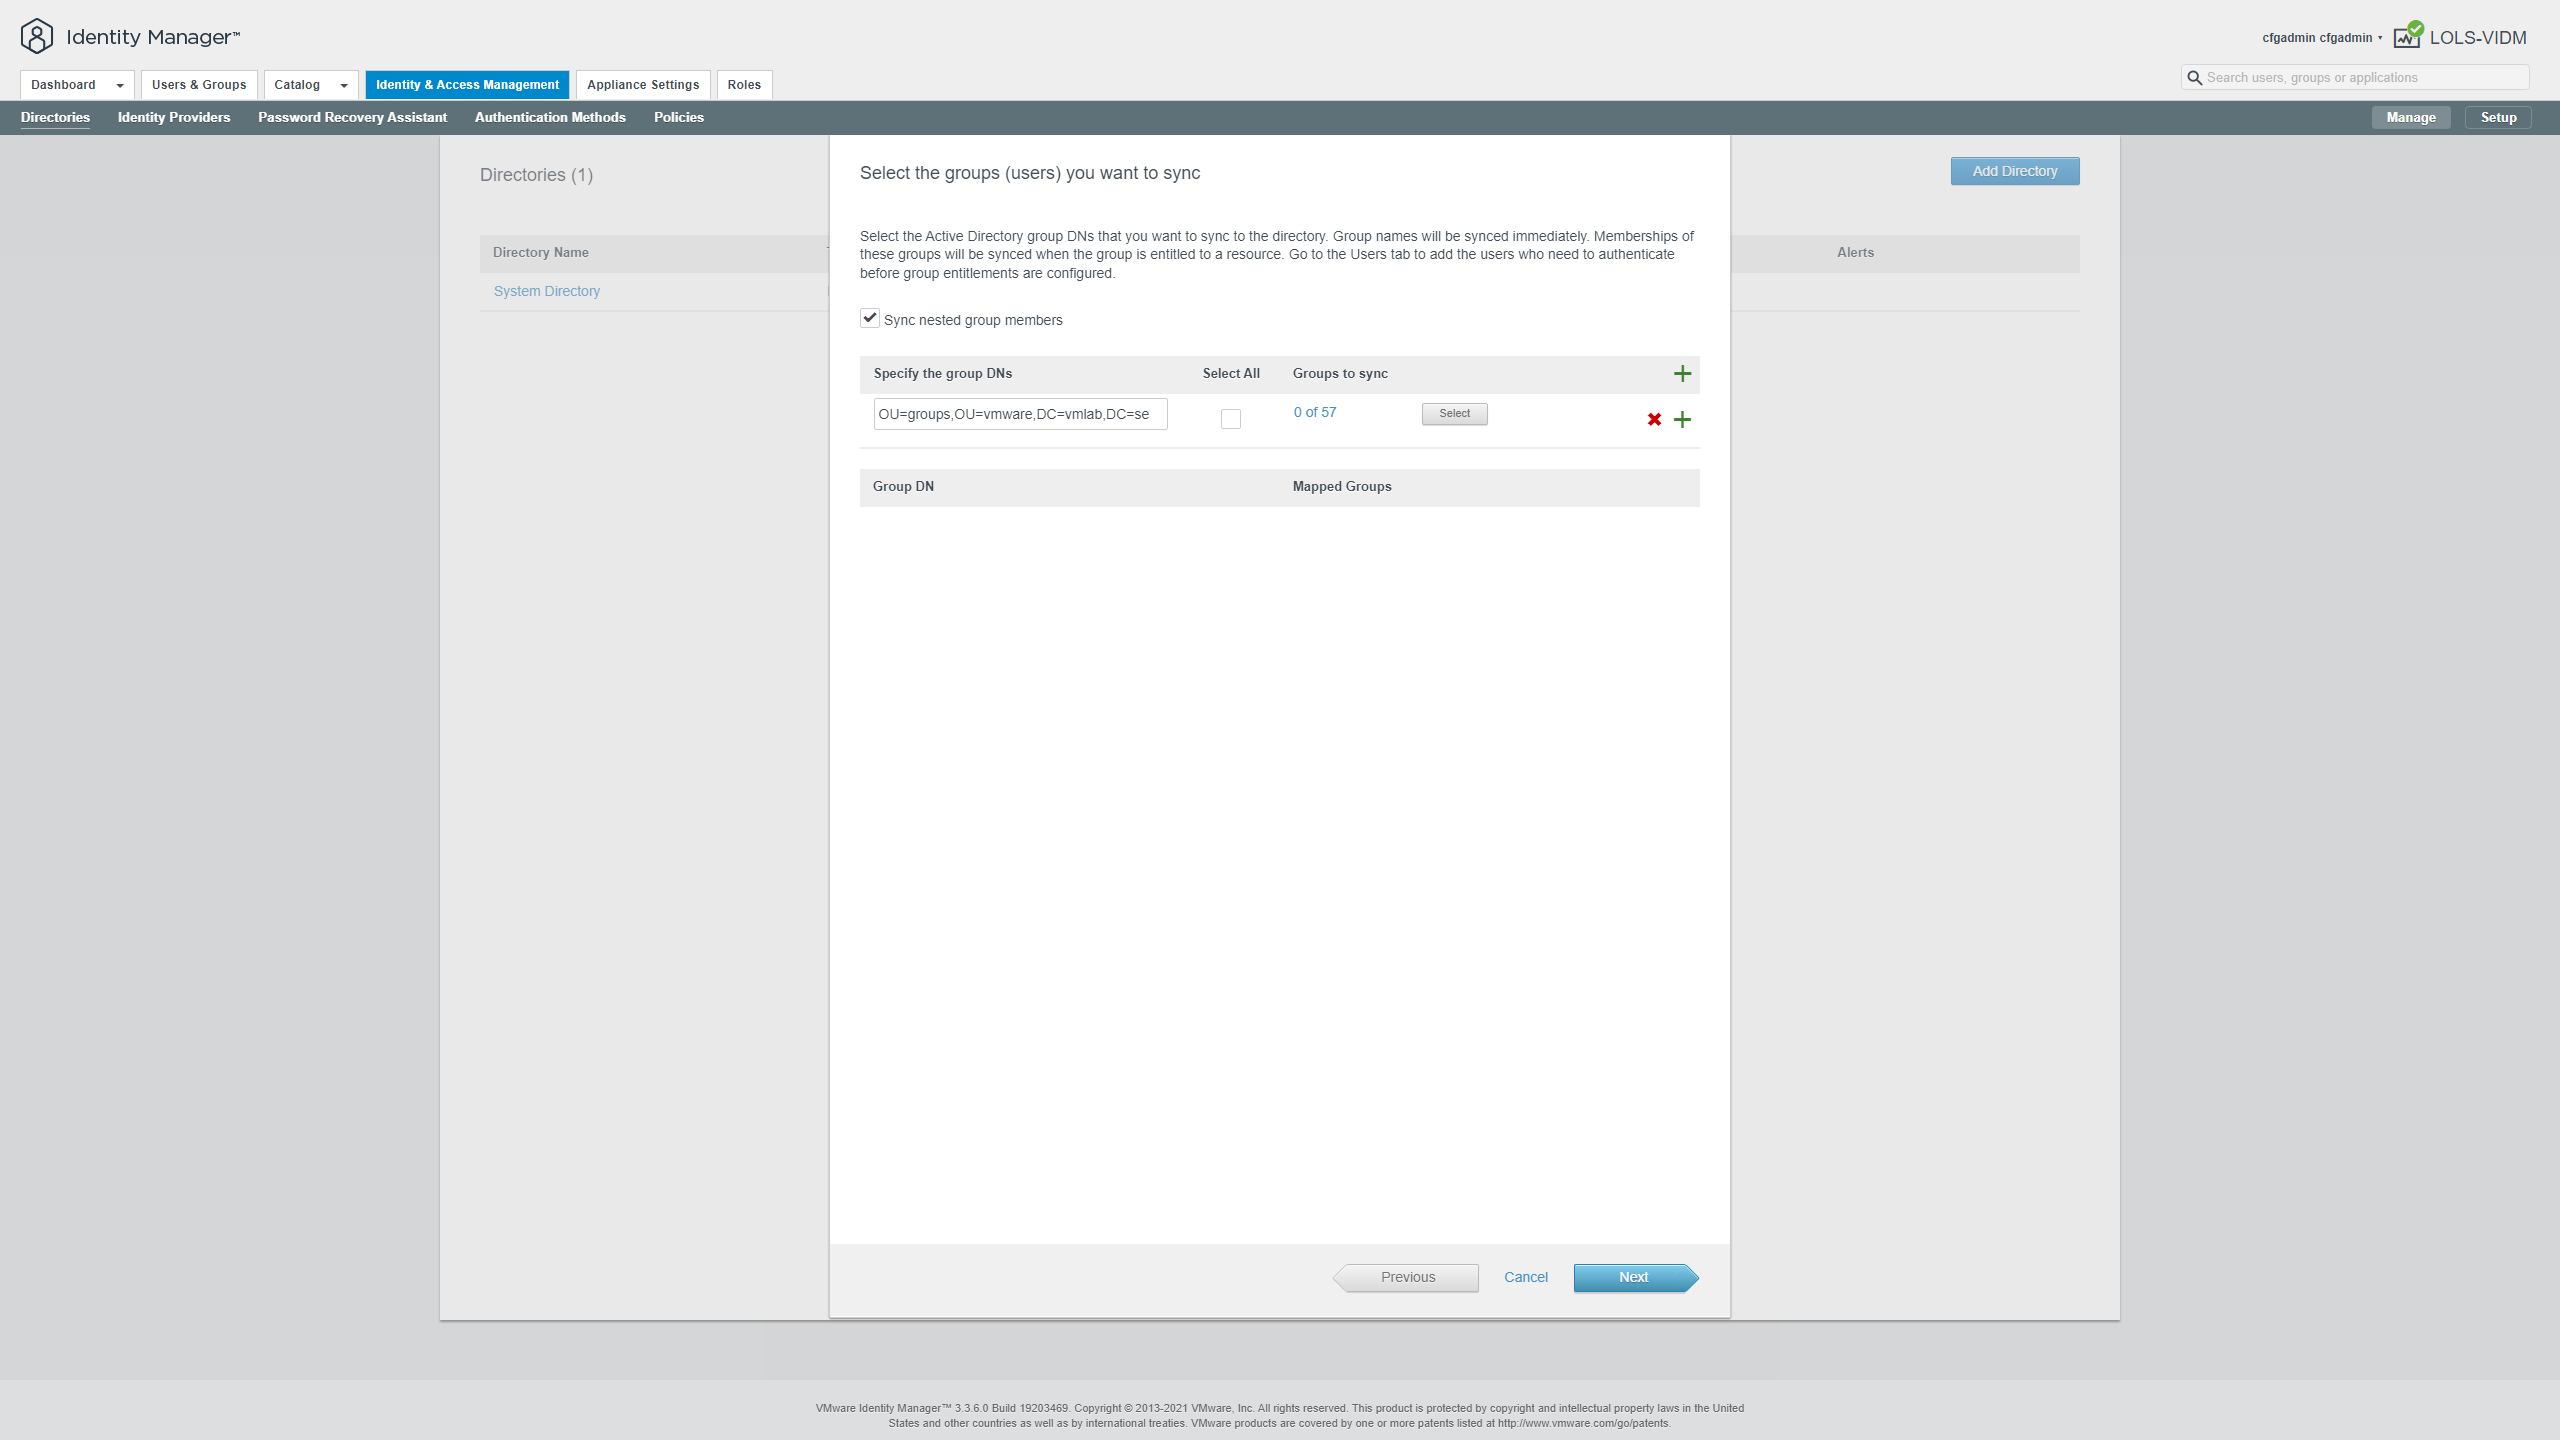 Identity Manager™
cfgadmin cfgadmin
LOLS-VIDM
Dashboard
Users & Groups
Catalog
Identity & Access Management
Appliance Settings
Roles
Search users, groups or applications
Directories
Identity Providers
Password Recovery Assistant
Authentication Methods
Policies
Manage
Setup
Directories (1)
Add Directory
Directory Name
Alerts
System Directory
Select the groups (users) you want to sync
Select the Active Directory group DNs that you want to sync to the directory. Group names will be synced immediately. Memberships of
these groups will be synced when the group is entitled to a resource. Go to the Users tab to add the users who need to authenticate
before group entitlements are configured.
Sync nested group members
Specify the group DNs
Select All
Groups to sync
OU=groups,OU=vmware,DC=vmlab,DC=se
0 of 57
Select
Group DN
Mapped Groups
Previous
Cancel
Next
VMware Identity Manager™ 3.3.6.0 Build 19203469. Copyright © 2013-2021 VMware, Inc. All rights reserved. This product is protected by copyright and intellectual property laws in the United
States and other countries as well as by international treaties. VMware products are covered by one or more patents listed at http://www.vmware.com/go/patents.